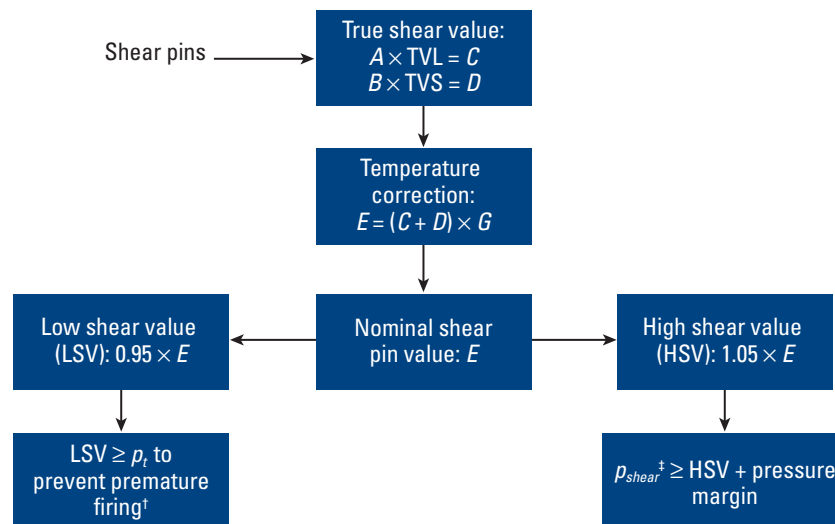 Shear pins
True shear value:
A × TVL = C
B × TVS = D
Temperature
correction:
E = (C + D) × G
Low shear value
(LSV): 0.95 × E
Nominal shear
pin value: E
High shear value
(HSV): 1.05 × E
LSV ≥ pt to
prevent premature
firing†
pshear‡ ≥ HSV + pressure
margin